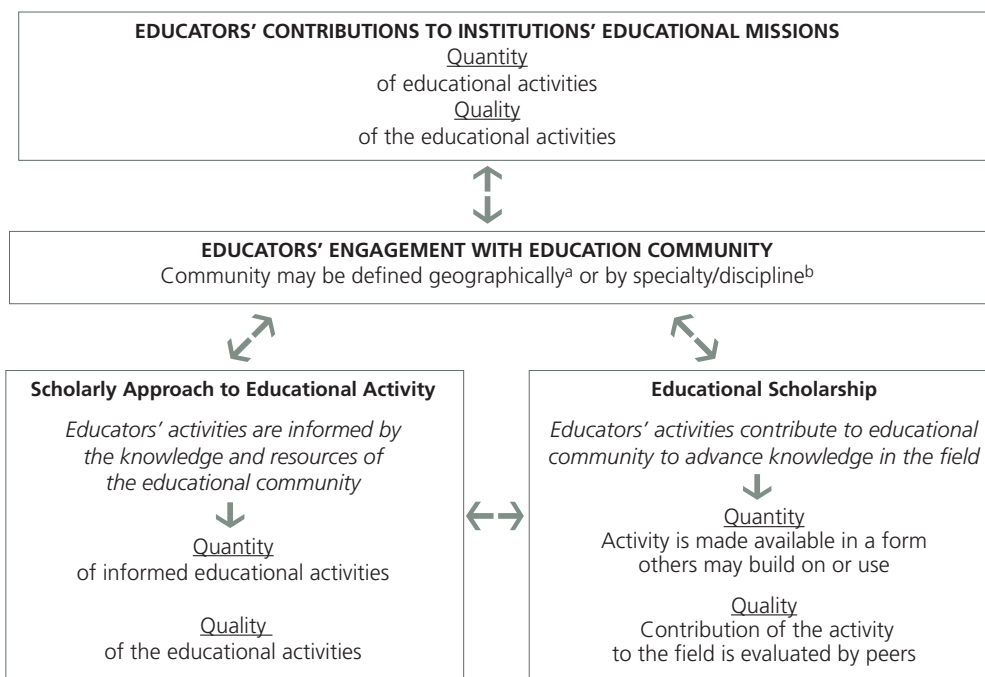 EDUCATORS’ CONTRIBUTIONS TO INSTITUTIONS’ EDUCATIONAL MISSIONS
Quantity
of educational activities
Quality
of the educational activities
EDUCATORS’ ENGAGEMENT WITH EDUCATION COMMUNITY
Community may be defined geographicallyᵃ or by specialty/disciplineᵇ
Scholarly Approach to Educational Activity
Educators’ activities are informed by
the knowledge and resources of
the educational community
Quantity
of informed educational activities
Quality
of the educational activities
Educational Scholarship
Educators’ activities contribute to educational
community to advance knowledge in the field
Quantity
Activity is made available in a form
others may build on or use
Quality
Contribution of the activity
to the field is evaluated by peers